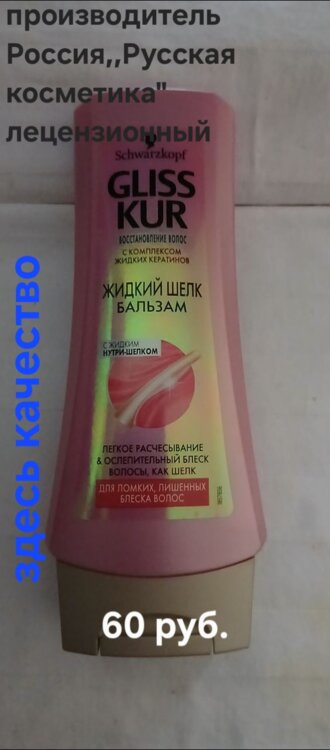 производитель
Россия,,Русская
косметика"
лецензионный
Schwarzkopf
GLISS
KUR
ВОССТАНОВЛЕНИЕ ВОЛОС
С КОМПЛЕКСОМ
ЖИДКИХ КЕРАТИНОВ
ЖИДКИЙ ШЕЛК
БАЛЬЗАМ
С ЖИДКИМ
НУТРИ-ШЕЛКОМ
ЛЕГКОЕ РАСЧЕСЫВАНИЕ
& ОСЛЕПИТЕЛЬНЫЙ БЛЕСК
ВОЛОСЫ, КАК ШЕЛК
ДЛЯ ЛОМКИХ, ЛИШЕННЫХ
БЛЕСКА ВОЛОС
здесь качество
60 руб.